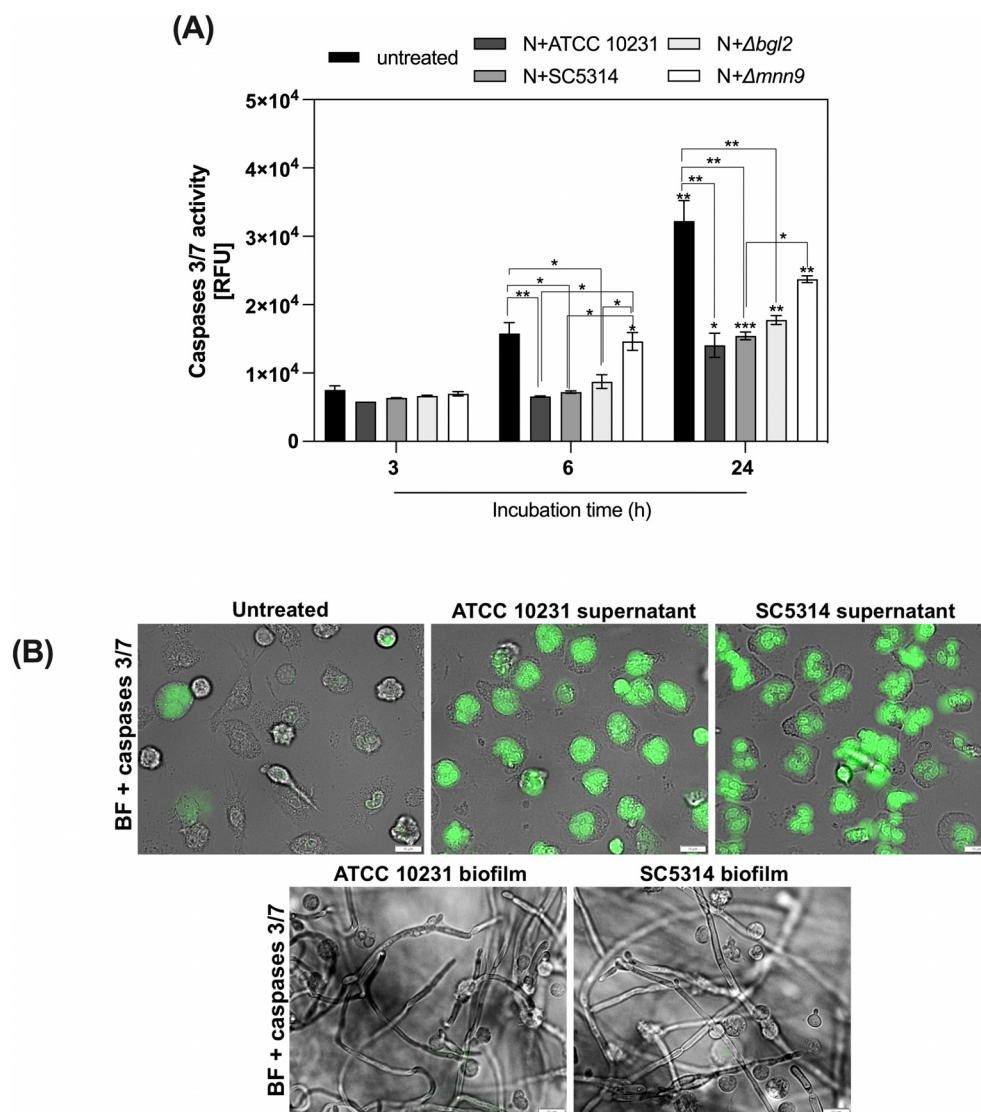 (A)
untreated
N+ATCC 10231
N+SC5314
N+Δbgl2
N+Δmnn9
Caspases 3/7 activity
[RFU]
5×10⁴
4×10⁴
3×10⁴
2×10⁴
1×10⁴
0
** * * * * * *
** ** ** ** * * *** ** **
3 6 24
Incubation time (h)
(B)
Untreated
ATCC 10231 supernatant
SC5314 supernatant
BF + caspases 3/7
ATCC 10231 biofilm
SC5314 biofilm
BF + caspases 3/7